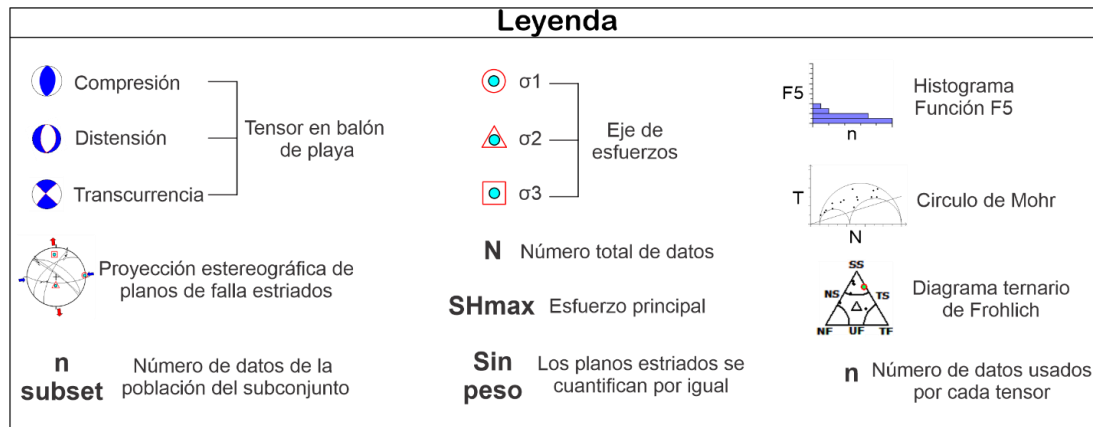 Leyenda
Compresión
Distensión
Transcurrencia
Tensor en balón
de playa
Proyección estereográfica de
planos de falla estriados
n
subset
Número de datos de la
población del subconjunto
σ1
σ2
σ3
Eje de
esfuerzos
N Número total de datos
SHmax Esfuerzo principal
Sin
peso
Los planos estriados se
cuantifican por igual
F5
n
Histograma
Función F5
T
N
Circulo de Mohr
SS
NS TS
NF UF TF
Diagrama ternario
de Frohlich
n Número de datos usados
por cada tensor